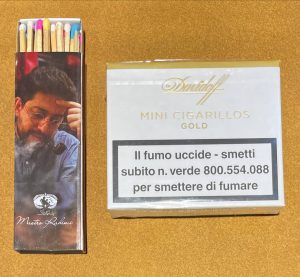 Davidoff
MINI CIGARILLOS
GOLD
Il fumo uccide - smetti
subito n. verde 800.554.088
per smettere di fumare